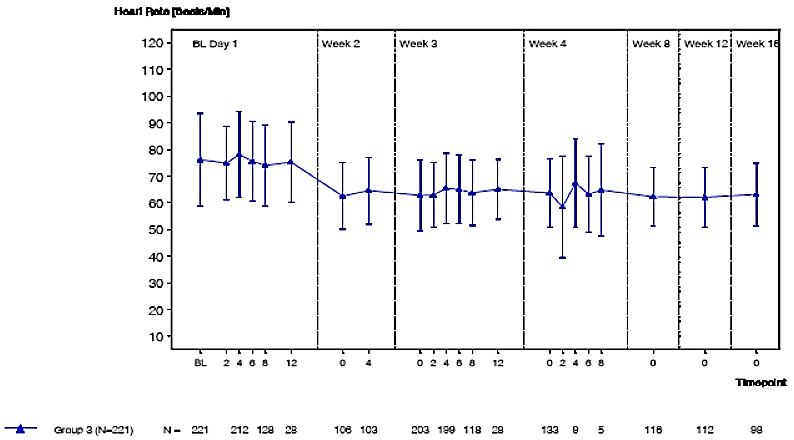 Heart Rate [Beats/Min]
BL Day 1 Week 2 Week 3 Week 4 Week 8 Week 12 Week 16
120
110
100
90
80
70
60
50
40
30
20
10
BL 2 4 6 8 12 0 4 0 2 4 6 8 12 0 2 4 6 8 0 0 0
Timepoint
Group 3 (N=221) N = 221 212 128 28 106 103 203 199 118 28 133 9 5 116 112 98